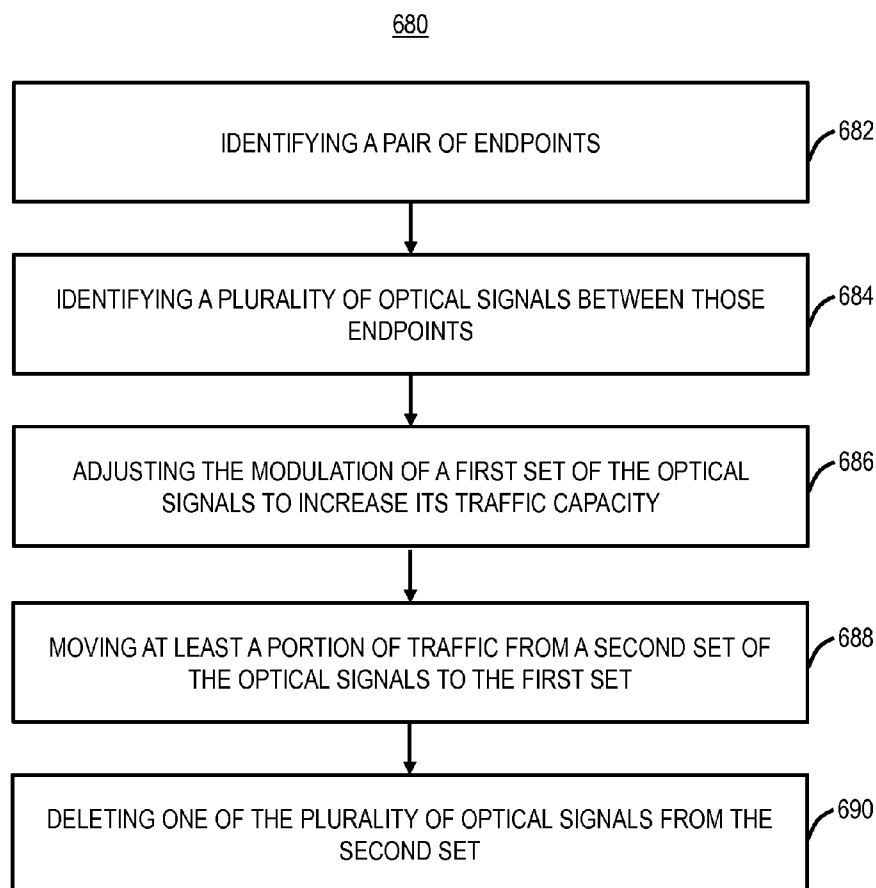 680
IDENTIFYING A PAIR OF ENDPOINTS
682
IDENTIFYING A PLURALITY OF OPTICAL SIGNALS BETWEEN THOSE
ENDPOINTS
684
ADJUSTING THE MODULATION OF A FIRST SET OF THE OPTICAL
SIGNALS TO INCREASE ITS TRAFFIC CAPACITY
686
MOVING AT LEAST A PORTION OF TRAFFIC FROM A SECOND SET OF
THE OPTICAL SIGNALS TO THE FIRST SET
688
DELETING ONE OF THE PLURALITY OF OPTICAL SIGNALS FROM THE
SECOND SET
690